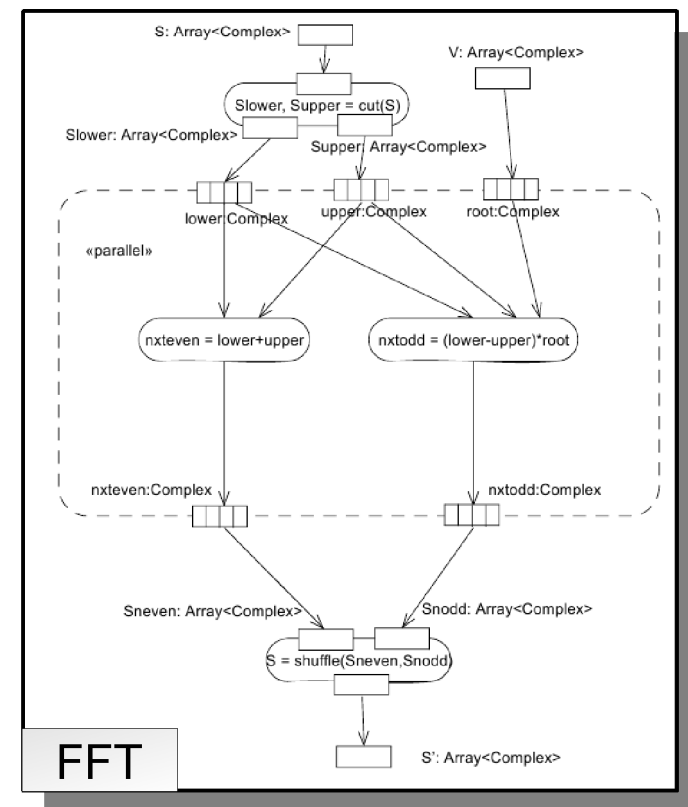 S: Array<Complex>
V: Array<Complex>
Slower, Supper = cut(S)
Slower: Array<Complex>
Supper: Array<Complex>
lower:Complex
upper:Complex
root:Complex
«parallel»
nxteven = lower+upper
nxtodd = (lower-upper)*root
nxteven:Complex
nxtodd:Complex
Sneven: Array<Complex>
Snodd: Array<Complex>
S = shuffle(Sneven,Snodd)
FFT
S': Array<Complex>